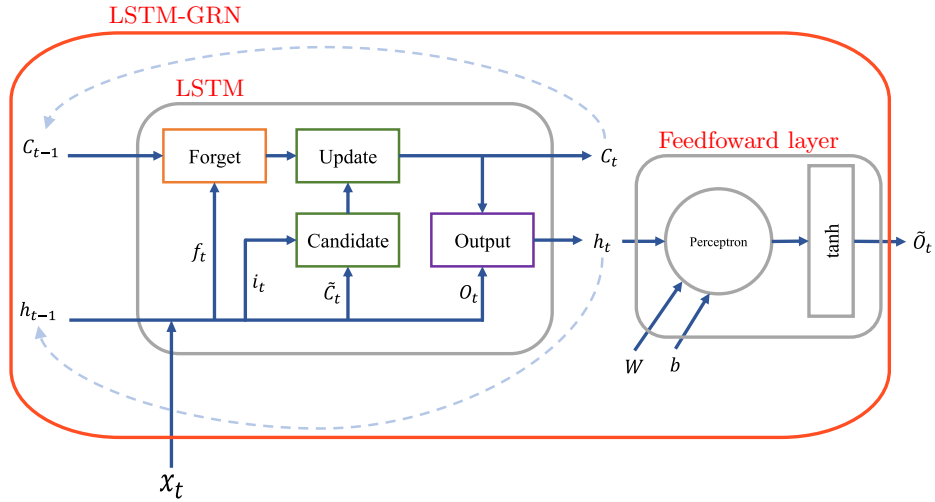 LSTM-GRN
LSTM
C_{t-1}
Forget
Update
C_t
Feedfoward layer
f_t
Candidate
Output
h_t
Perceptron
tanh
Õ_t
i_t
C̃_t
O_t
h_{t-1}
W
b
x_t